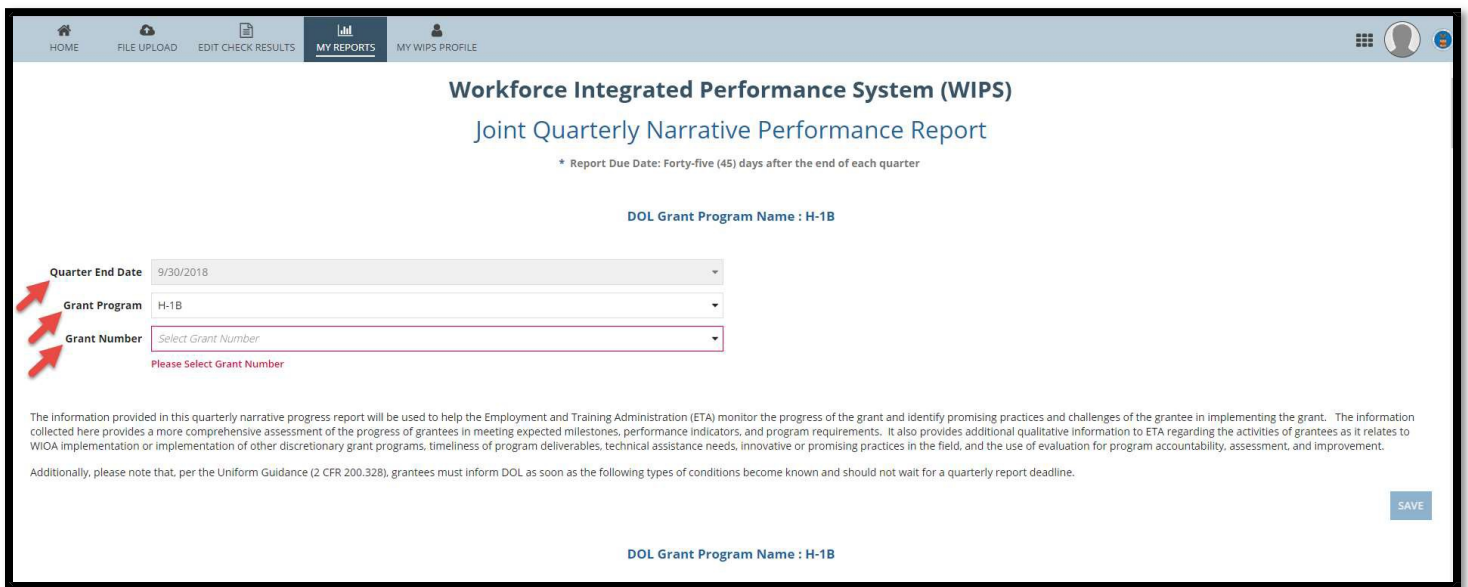 HOME
FILE UPLOAD
EDIT CHECK RESULTS
MY REPORTS
MY WIPS PROFILE
Workforce Integrated Performance System (WIPS)
Joint Quarterly Narrative Performance Report
* Report Due Date: Forty-five (45) days after the end of each quarter
DOL Grant Program Name : H-1B
Quarter End Date 9/30/2018
Grant Program H-1B
Grant Number Select Grant Number
Please Select Grant Number
The information provided in this quarterly narrative progress report will be used to help the Employment and Training Administration (ETA) monitor the progress of the grant and identify promising practices and challenges of the grantee in implementing the grant. The information
collected here provides a more comprehensive assessment of the progress of grantees in meeting expected milestones, performance indicators, and program requirements. It also provides additional qualitative information to ETA regarding the activities of grantees as it relates to
WIOA implementation or implementation of other discretionary grant programs, timeliness of program deliverables, technical assistance needs, innovative or promising practices in the field, and the use of evaluation for program accountability, assessment, and improvement.
Additionally, please note that, per the Uniform Guidance (2 CFR 200.328), grantees must inform DOL as soon as the following types of conditions become known and should not wait for a quarterly report deadline.
SAVE
DOL Grant Program Name : H-1B